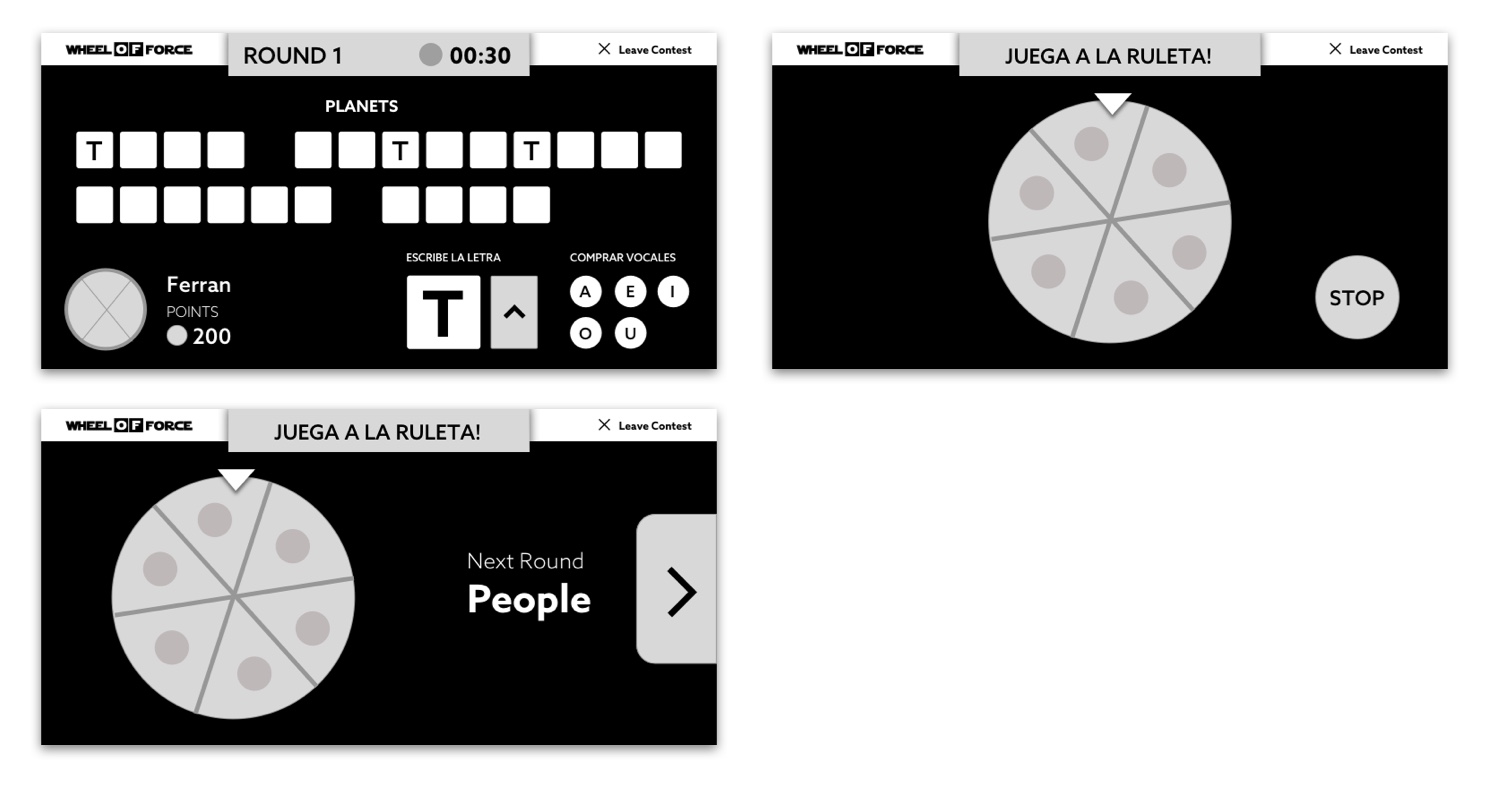 WHEEL OF FORCE ROUND 1 00:30 Leave Contest
PLANETS
T T T
ESCRIBE LA LETRA COMPRAR VOCALES
Ferran
POINTS
200
T
A E I
O U
WHEEL OF FORCE JUEGA A LA RULETA! Leave Contest
STOP
WHEEL OF FORCE JUEGA A LA RULETA! Leave Contest
Next Round
People